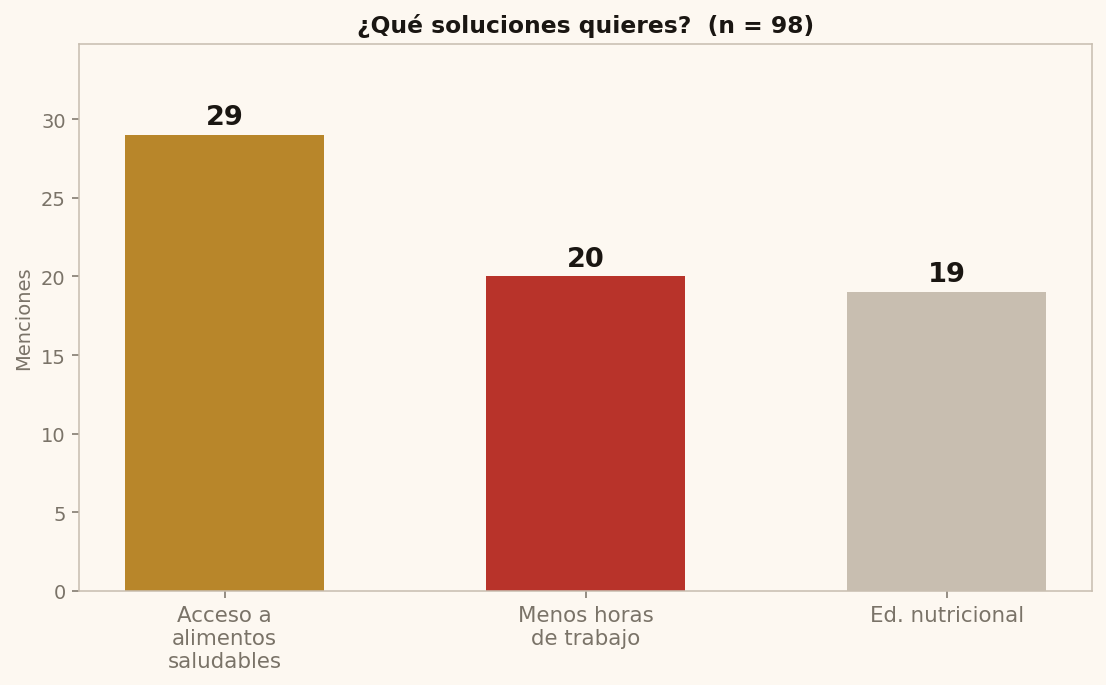 ¿Qué soluciones quieres?  (n = 98)
Menciones
30
25
20
15
10
5
0
29
20
19
Acceso a
alimentos
saludables
Menos horas
de trabajo
Ed. nutricional